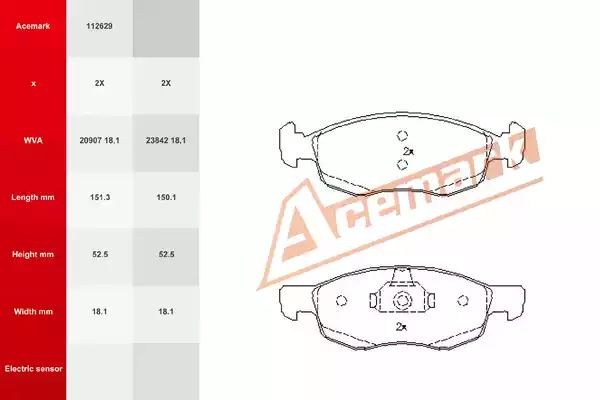 Acemark 112629
x 2X 2X
WVA 20907 18.1 23842 18.1
Length mm 151.3 150.1
Height mm 52.5 52.5
Width mm 18.1 18.1
Electric sensor
2x
Acemark
2x